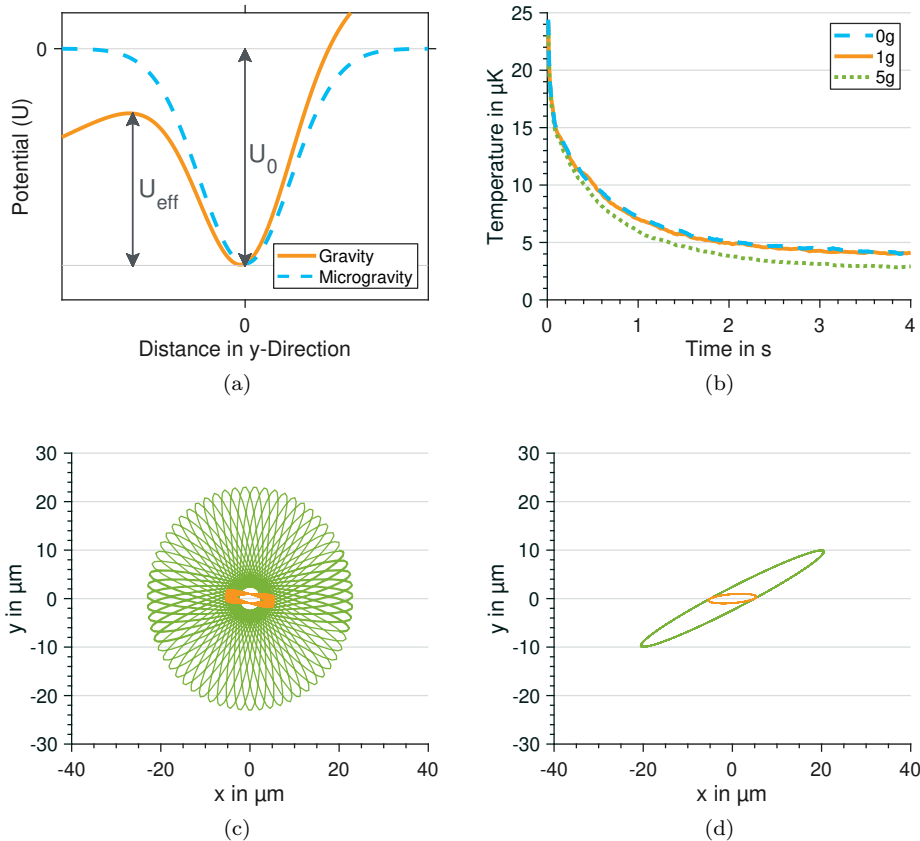 0
Potential (U)
U_eff
U_0
Gravity
Microgravity
0
Distance in y-Direction
(a)
25
20
15
10
5
0
Temperature in µK
0g
1g
5g
0 1 2 3 4
Time in s
(b)
30
20
10
0
-10
-20
-30
y in µm
-40 -20 0 20 40
x in µm
(c)
30
20
10
0
-10
-20
-30
y in µm
-40 -20 0 20 40
x in µm
(d)